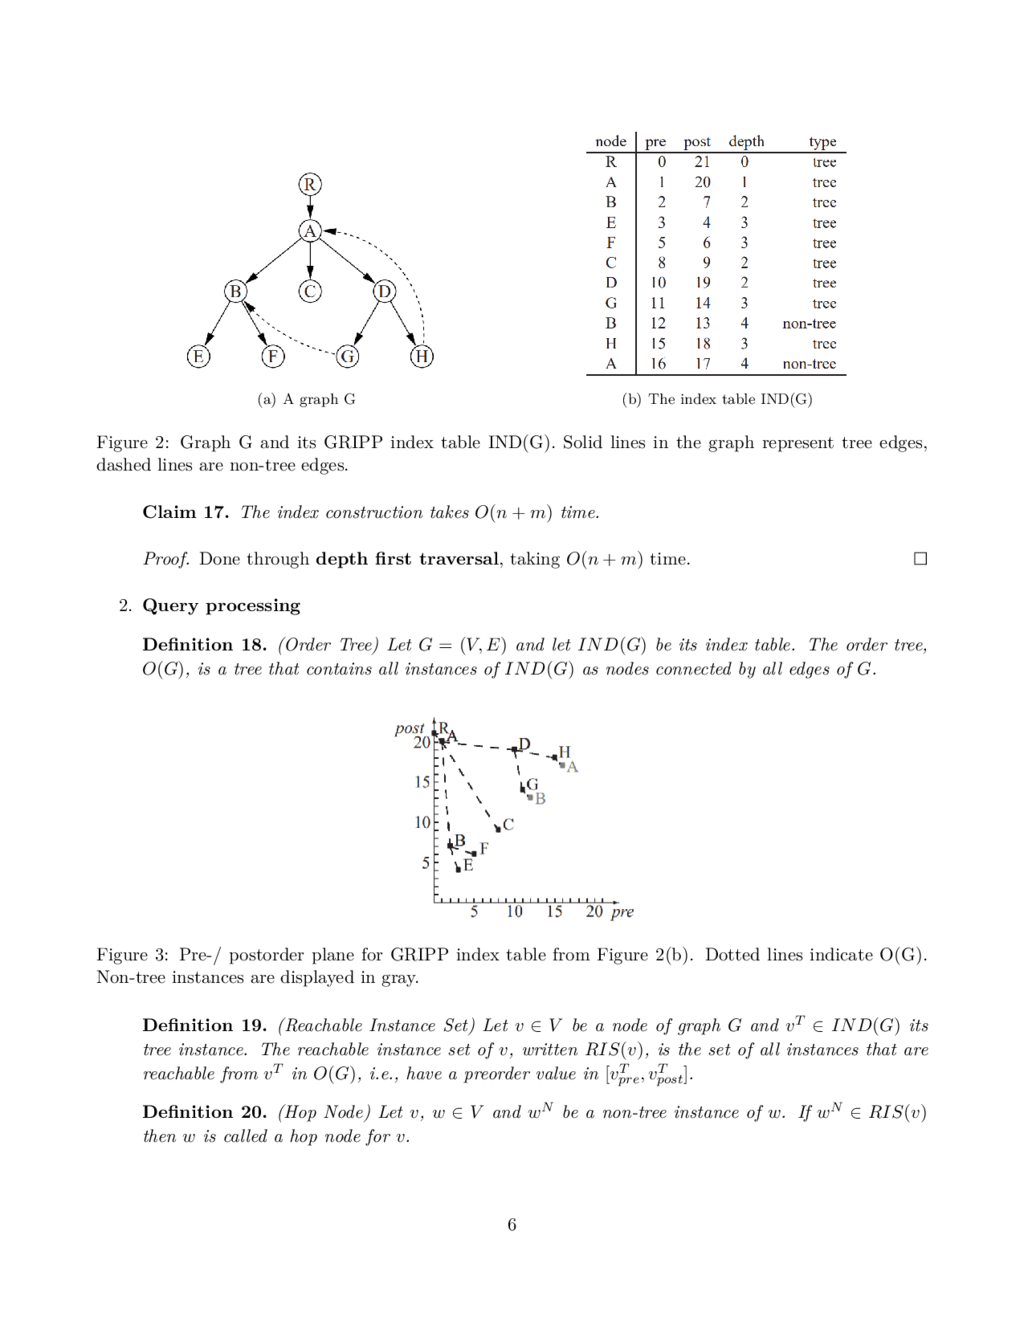 R
A
B
C
D
E
F
G
H
(a) A graph G
node pre post depth type
R 0 21 0 tree
A 1 20 1 tree
B 2 7 2 tree
E 3 4 3 tree
F 5 6 3 tree
C 8 9 2 tree
D 10 19 2 tree
G 11 14 3 tree
B 12 13 4 non-tree
H 15 18 3 tree
A 16 17 4 non-tree
(b) The index table IND(G)
Figure 2: Graph G and its GRIPP index table IND(G). Solid lines in the graph represent tree edges,
dashed lines are non-tree edges.
Claim 17. The index construction takes O(n + m) time.
Proof. Done through depth first traversal, taking O(n + m) time. □
2. Query processing
Definition 18. (Order Tree) Let G = (V, E) and let IND(G) be its index table. The order tree,
O(G), is a tree that contains all instances of IND(G) as nodes connected by all edges of G.
post R
20 A
D
H
A
15 G
B
10 C
B
F
5 E
5 10 15 20 pre
Figure 3: Pre-/ postorder plane for GRIPP index table from Figure 2(b). Dotted lines indicate O(G).
Non-tree instances are displayed in gray.
Definition 19. (Reachable Instance Set) Let v ∈ V be a node of graph G and v^T ∈ IND(G) its
tree instance. The reachable instance set of v, written RIS(v), is the set of all instances that are
reachable from v^T in O(G), i.e., have a preorder value in [v^T_pre, v^T_post].
Definition 20. (Hop Node) Let v, w ∈ V and w^N be a non-tree instance of w. If w^N ∈ RIS(v)
then w is called a hop node for v.
6